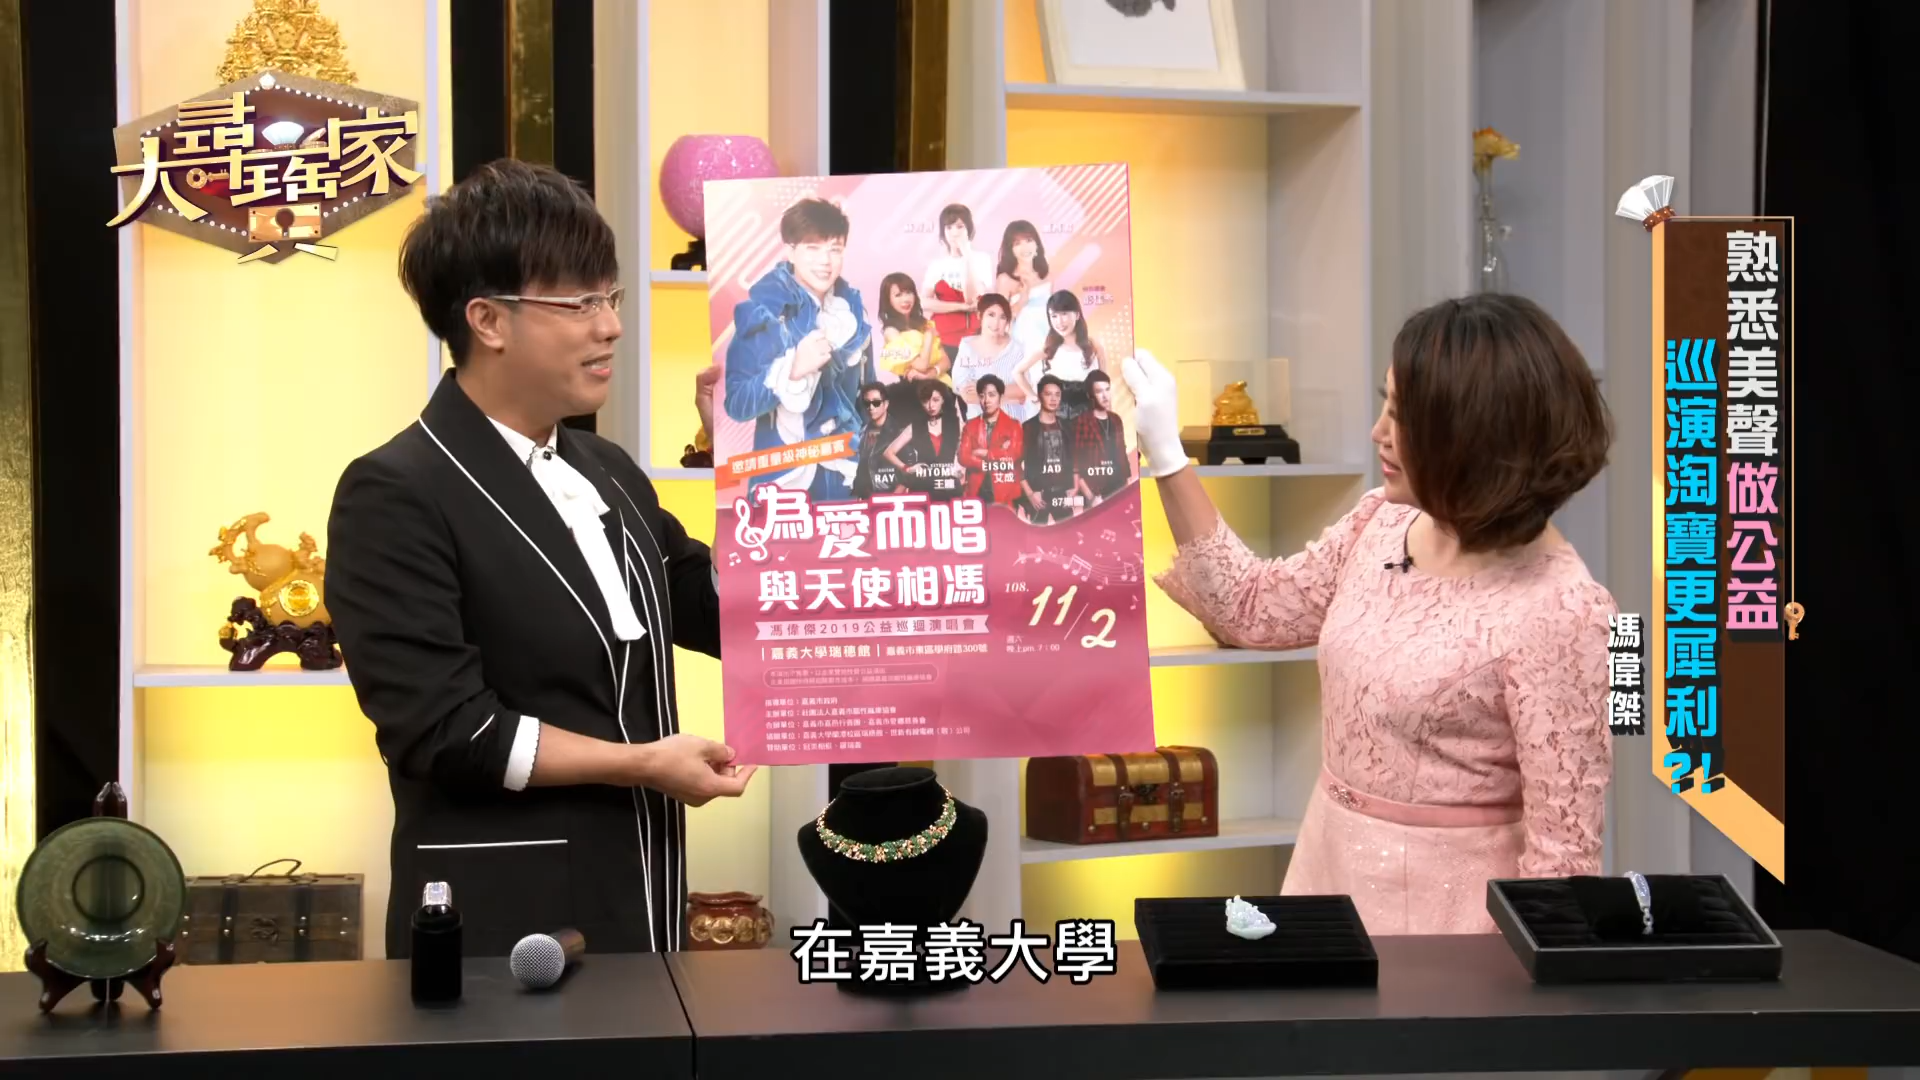 大尋寶家
熟悉美聲做公益
巡演淘寶更犀利?!
馮偉傑
邀請重量級神秘嘉賓
RAY
HITOMI
王瞳
EISON
艾成
JAD
OTTO
87樂團
為愛而唱
與天使相馮
108.
11/2
週六
晚上pm 7:00
馮偉傑2019公益巡迴演唱會
嘉義大學瑞穗館
嘉義市東區學府路300號
指導單位:嘉義市政府
在嘉義大學